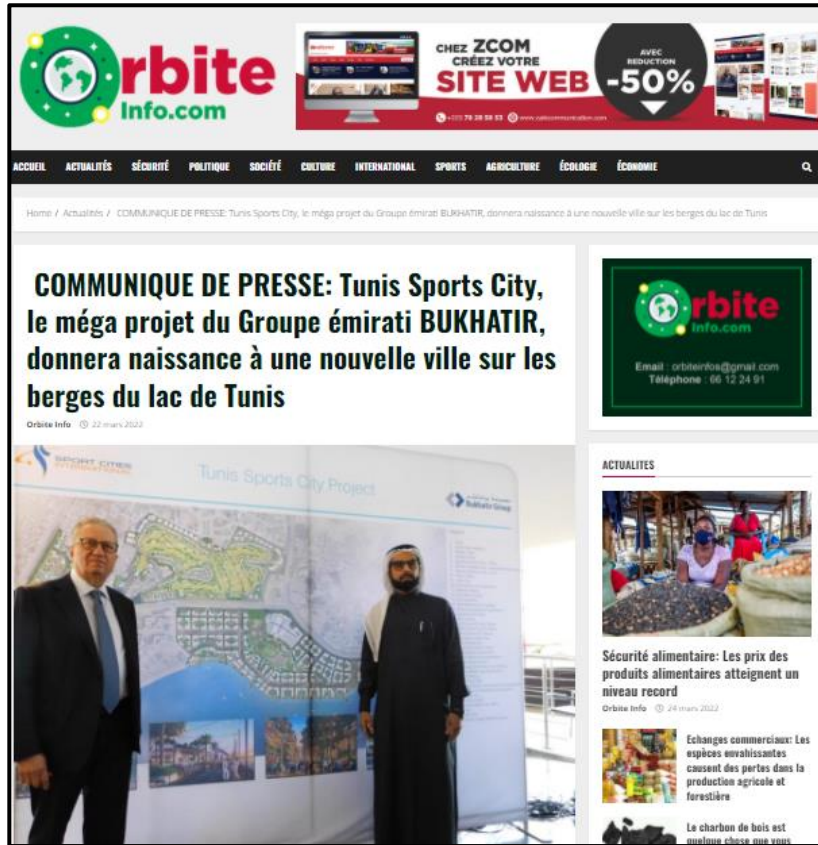 Orbite
Info.com
CHEZ ZCOM
CRÉEZ VOTRE
SITE WEB
AVEC
REDUCTION
-50%
ACCUEIL ACTUALITÉS SÉCURITÉ POLITIQUE SOCIÉTÉ CULTURE INTERNATIONAL SPORTS AGRICULTURE ÉCOLOGIE ÉCONOMIE
Home / Actualités / COMMUNIQUE DE PRESSE: Tunis Sports City, le méga projet du Groupe émirati BUKHATIR, donnera naissance à une nouvelle ville sur les berges du lac de Tunis
COMMUNIQUE DE PRESSE: Tunis Sports City,
le méga projet du Groupe émirati BUKHATIR,
donnera naissance à une nouvelle ville sur les
berges du lac de Tunis
Orbite Info 22 mars 2022
SPORT CITIES
INTERNATIONAL
Tunis Sports City Project
Bukhatir Group
Orbite
Info.com
Email : orbiteinfos@gmail.com
Téléphone : 66 12 24 91
ACTUALITES
Sécurité alimentaire: Les prix des
produits alimentaires atteignent un
niveau record
Orbite Info 24 mars 2022
Echanges commerciaux: Les
espèces envahissantes
causent des pertes dans la
production agricole et
forestière
Le charbon de bois est
quelque chose que vous